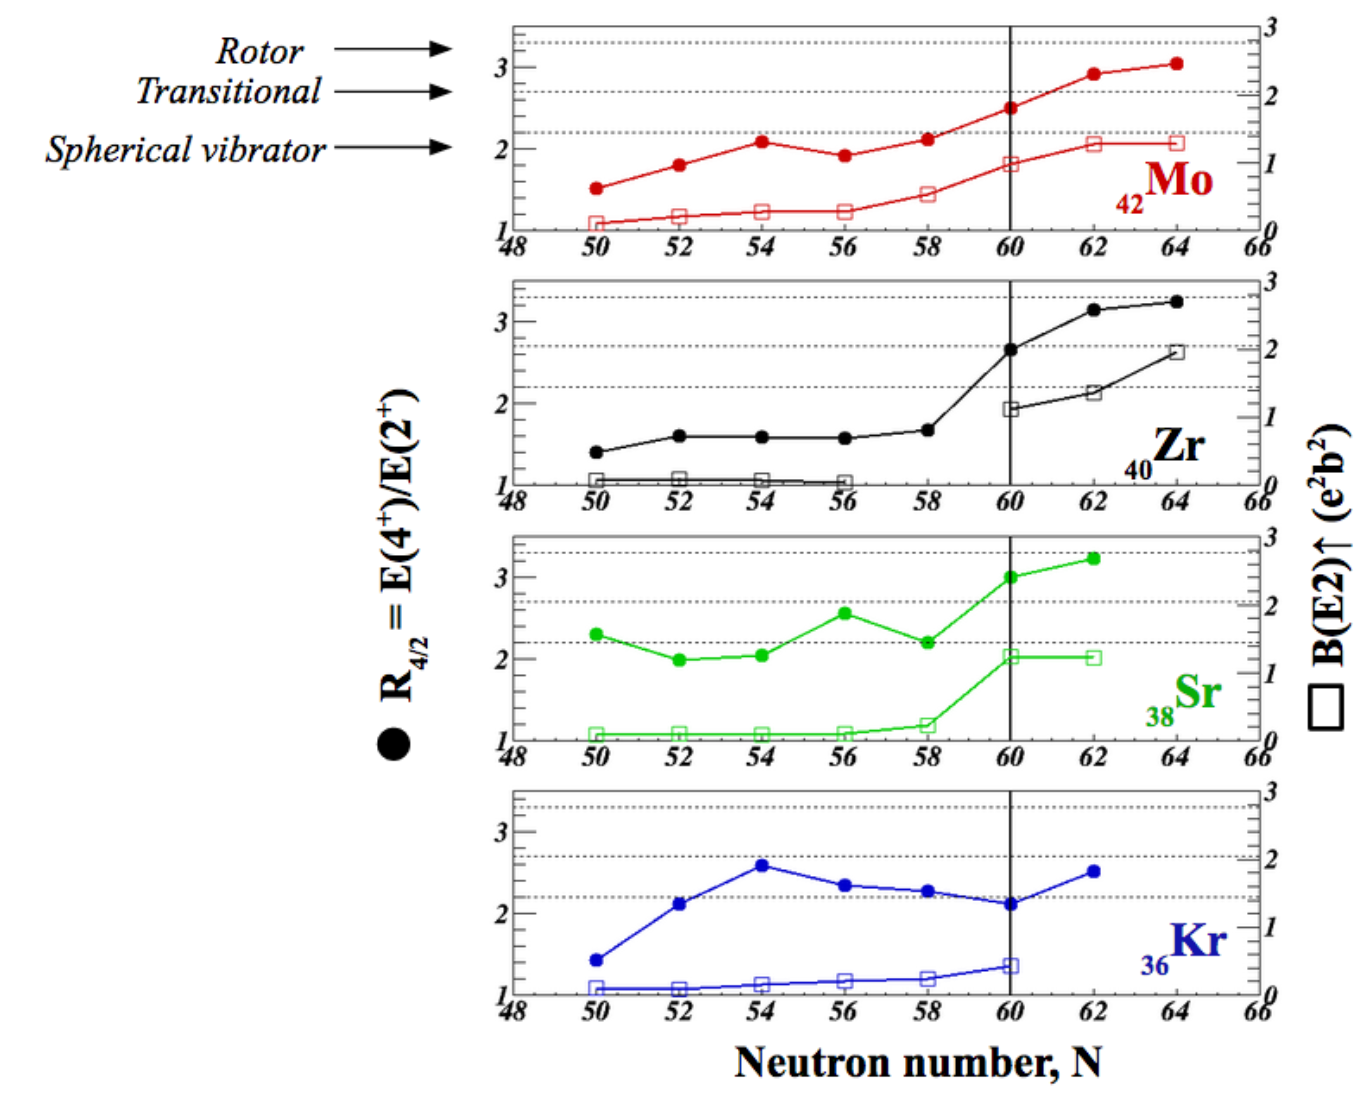 Rotor
Transitional
Spherical vibrator
R4/2 = E(4+)/E(2+)
B(E2)↑ (e2b2)
3
2
1
3
2
1
0
42Mo
48 50 52 54 56 58 60 62 64 66
3
2
1
3
2
1
0
40Zr
48 50 52 54 56 58 60 62 64 66
3
2
1
3
2
1
0
38Sr
48 50 52 54 56 58 60 62 64 66
3
2
1
3
2
1
0
36Kr
48 50 52 54 56 58 60 62 64 66
Neutron number, N